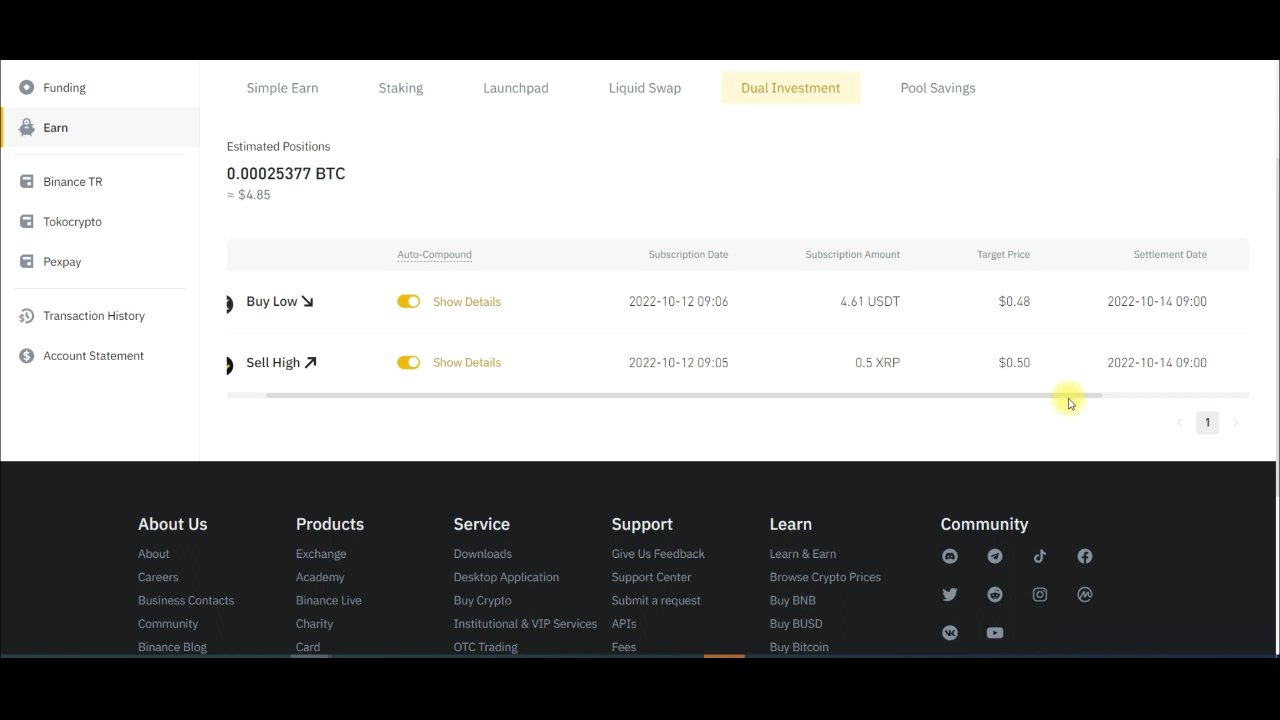 Funding
Earn
Binance TR
Tokocrypto
Pexpay
Transaction History
Account Statement
Simple Earn Staking Launchpad Liquid Swap Dual Investment Pool Savings
Estimated Positions
0.00025377 BTC
≈ $4.85
Auto-Compound Subscription Date Subscription Amount Target Price Settlement Date
Buy Low Show Details 2022-10-12 09:06 4.61 USDT $0.48 2022-10-14 09:00
Sell High Show Details 2022-10-12 09:05 0.5 XRP $0.50 2022-10-14 09:00
1
About Us
About
Careers
Business Contacts
Community
Binance Blog
Products
Exchange
Academy
Binance Live
Charity
Card
Service
Downloads
Desktop Application
Buy Crypto
Institutional & VIP Services
OTC Trading
Support
Give Us Feedback
Support Center
Submit a request
APIs
Fees
Learn
Learn & Earn
Browse Crypto Prices
Buy BNB
Buy BUSD
Buy Bitcoin
Community